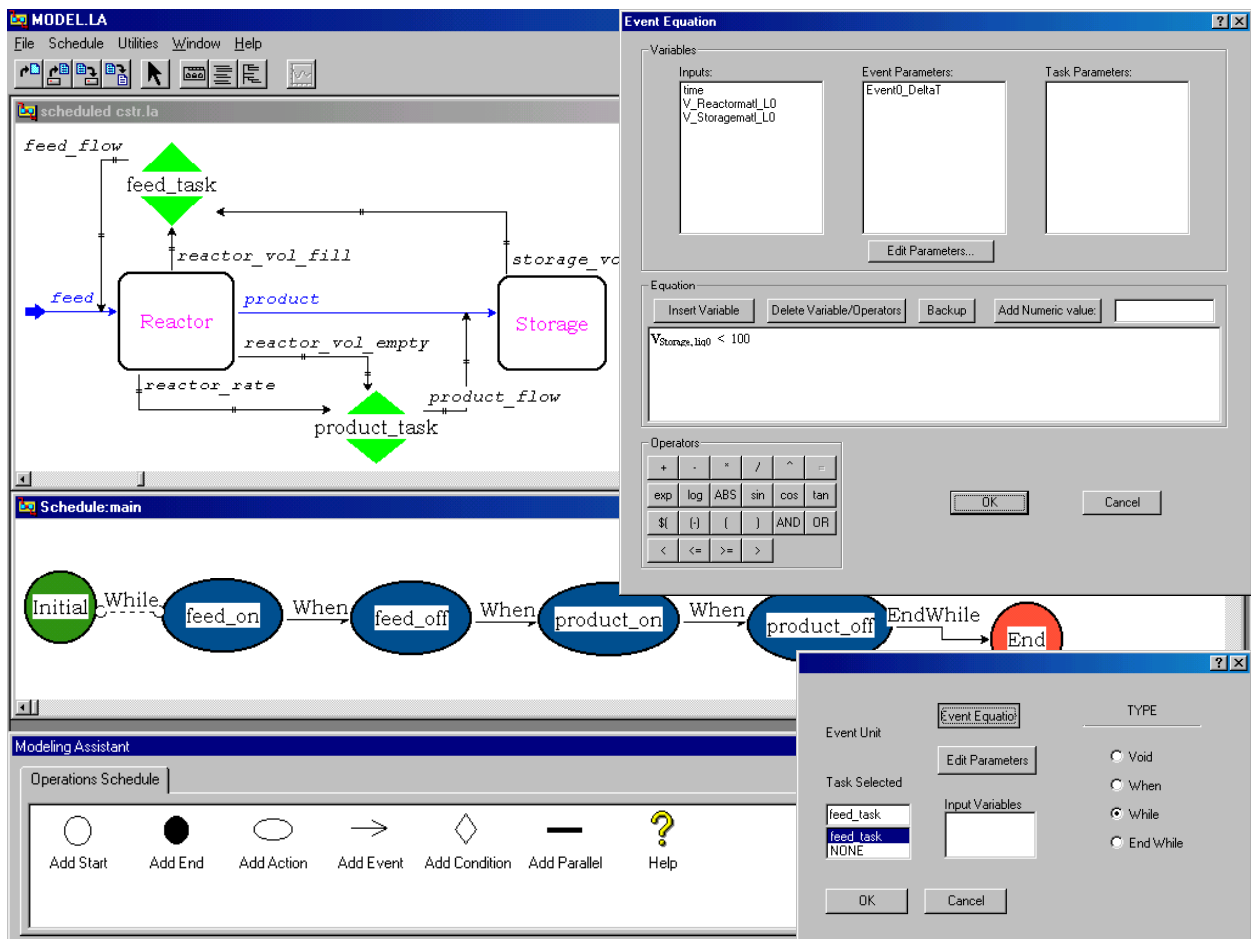 MODEL.LA
File Schedule Utilities Window Help
scheduled cstr.la
feed_flow
feed_task
reactor_vol_fill
storage_vo
feed
product
Reactor
Storage
reactor_vol_empty
reactor_rate
product_flow
product_task
Event Equation
Variables
Inputs: Event Parameters: Task Parameters:
time Event0_DeltaT
V_Reactormatl_L0
V_Storagematl_L0
Edit Parameters...
Equation
Insert Variable Delete Variable/Operators Backup Add Numeric value:
VStorage,liq0 < 100
Operators
+ - * / ^ =
exp log ABS sin cos tan
$( (-) ( ) AND OR
< <= >= >
OK Cancel
Schedule:main
Initial While feed_on When feed_off When product_on When product_off EndWhile End
Modeling Assistant
Operations Schedule
Add Start Add End Add Action Add Event Add Condition Add Parallel Help
Event Unit
Event Equatio
TYPE
Edit Parameters
Void
Task Selected
When
feed_task
Input Variables
While
feed_task
NONE
End While
OK Cancel